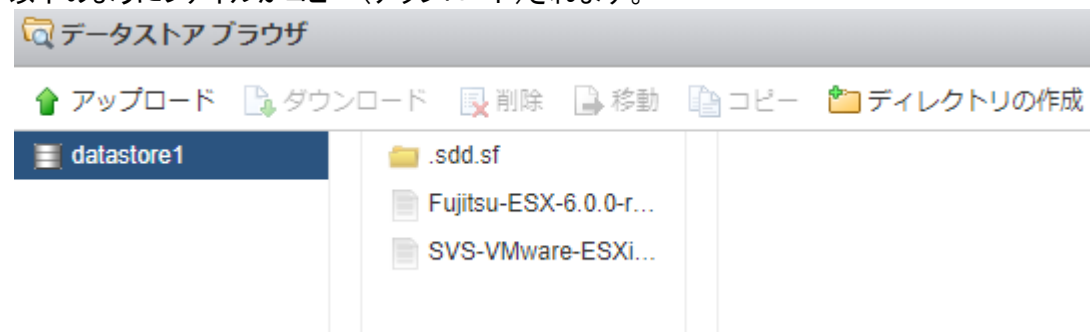 データストア ブラウザ
アップロード ダウンロード 削除 移動 コピー ディレクトリの作成
datastore1
.sdd.sf
Fujitsu-ESX-6.0.0-r...
SVS-VMware-ESXi...